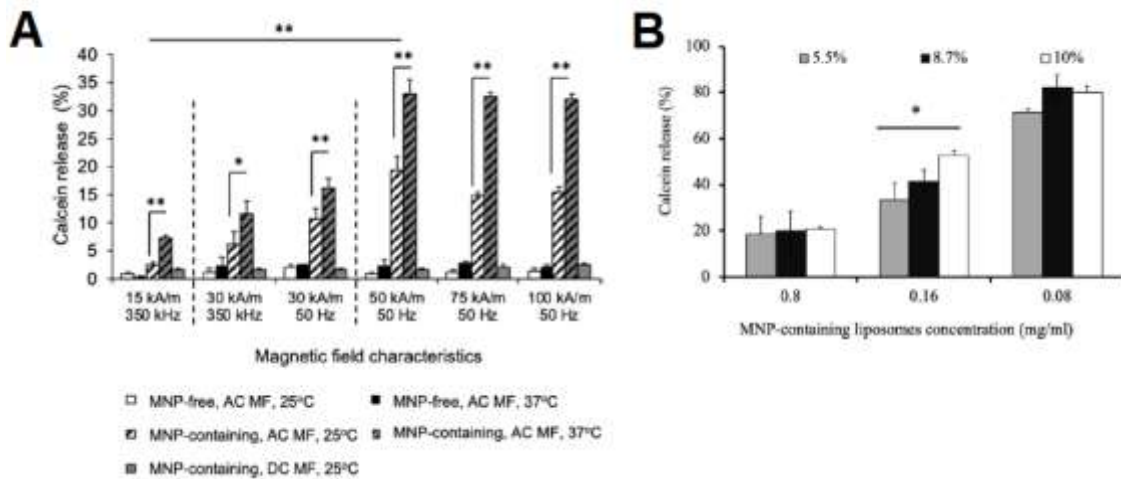 A
**
Calcein release (%)
40
35
30
25
20
15
10
5
0
**
*
**
**
**
**
15 kA/m 30 kA/m 30 kA/m 50 kA/m 75 kA/m 100 kA/m
350 kHz 350 kHz 50 Hz 50 Hz 50 Hz 50 Hz
Magnetic field characteristics
MNP-free, AC MF, 25°C MNP-free, AC MF, 37°C
MNP-containing, AC MF, 25°C MNP-containing, AC MF, 37°C
MNP-containing, DC MF, 25°C
B
5.5% 8.7% 10%
Calcein release (%)
100
80
60
40
20
0
*
0.8 0.16 0.08
MNP-containing liposomes concentration (mg/ml)